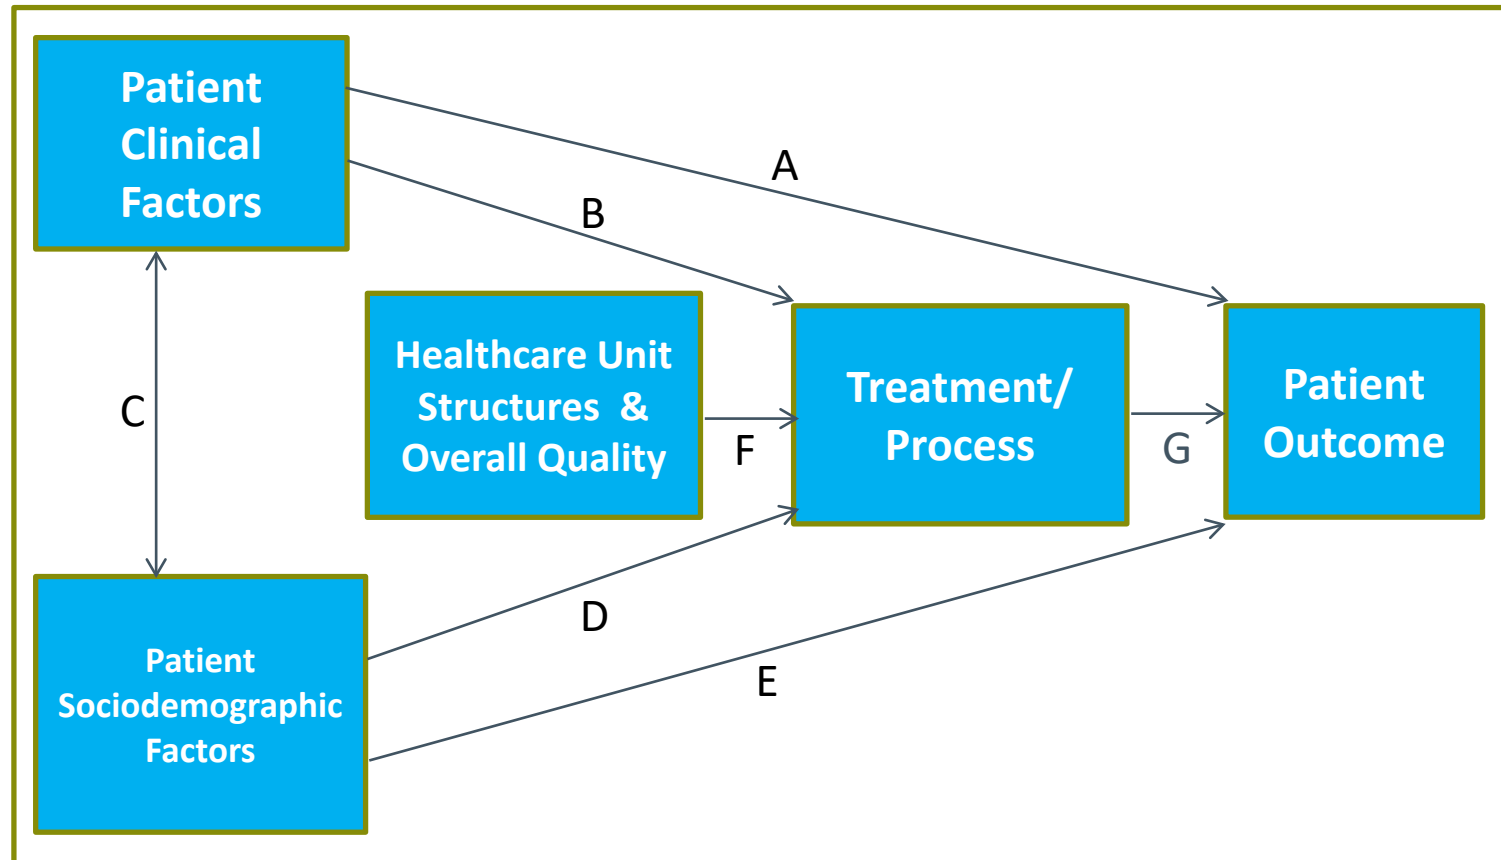 Patient
Clinical
Factors
A
B
Healthcare Unit
Structures & 
Overall Quality
Treatment/
Process
Patient
Outcome
C
F
G
D
E
Patient
Sociodemographic
Factors